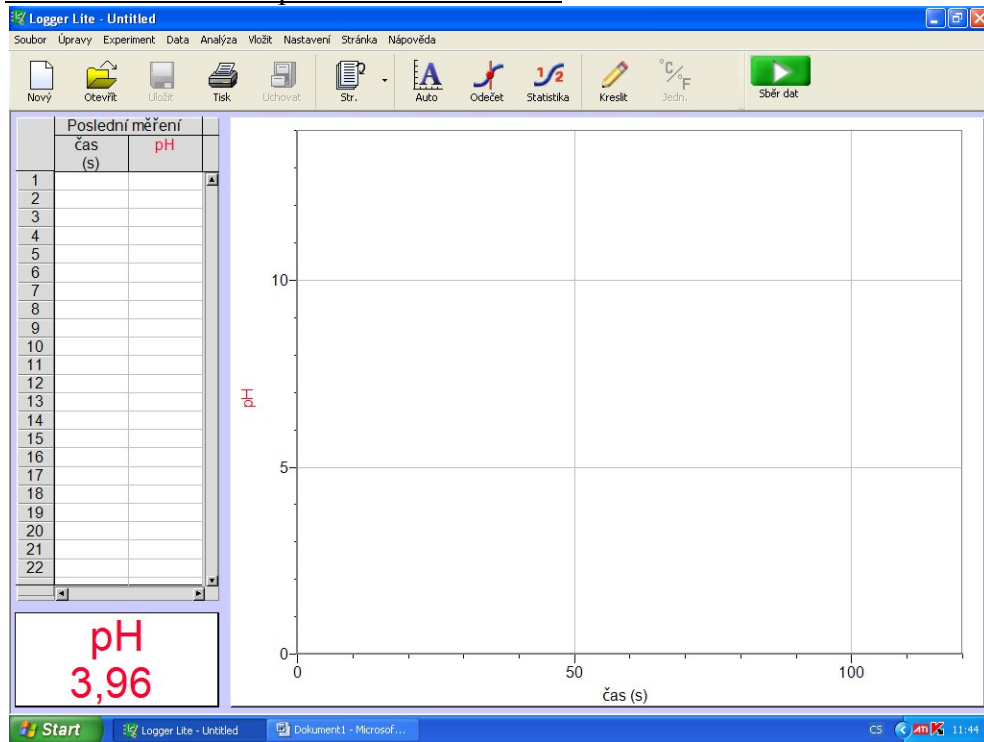 Logger Lite - Untitled
Soubor Úpravy Experiment Data Analýza Vložit Nastavení Stránka Nápověda
Nový Otevřít Uložit Tisk Uchovat Str. Auto Odečet Statistika Kreslit Jedn. Sběr dat
Poslední měření
čas (s) pH
1
2
3
4
5
6
7
8
9
10
11
12
13
14
15
16
17
18
19
20
21
22
pH
3,96
10
5
0
pH
0 50 100
čas (s)
Start Logger Lite - Untitled Dokument1 - Microsof... CS ATI K 11:44